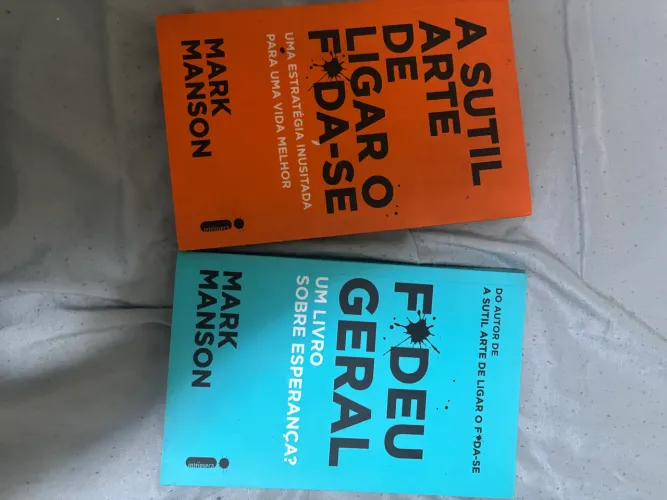 A SUTIL
ARTE
DE
LIGAR O
F*DA-SE
UMA ESTRATÉGIA INUSITADA
PARA UMA VIDA MELHOR
MARK
MANSON
intrínseca
DO AUTOR DE
A SUTIL ARTE DE LIGAR O F*DA-SE
F*DEU
GERAL
UM LIVRO
SOBRE ESPERANÇA?
MARK
MANSON
intrínseca